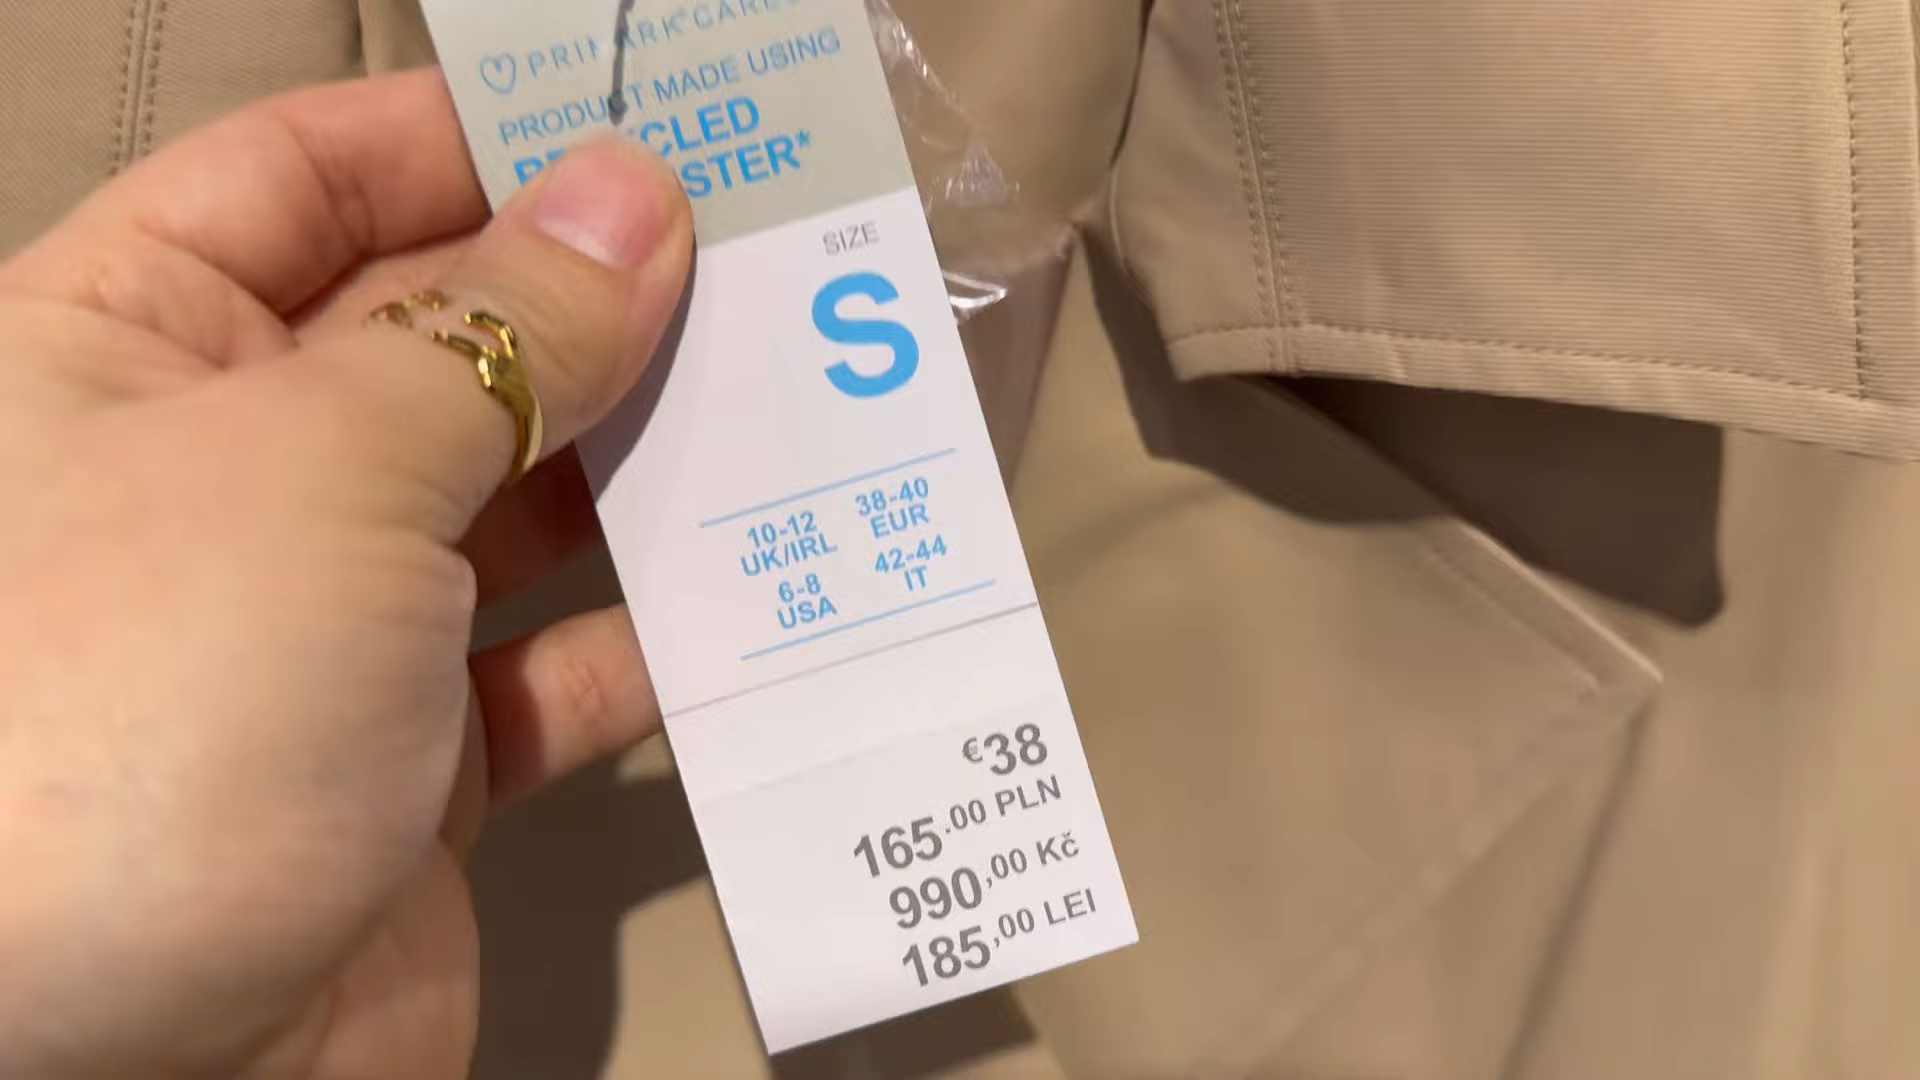 PRODUCT MADE USING
SIZE
S
10-12
UK/IRL
38-40
EUR
6-8
USA
42-44
IT
€38
165.00 PLN
990,00 Kč
185,00 LEI